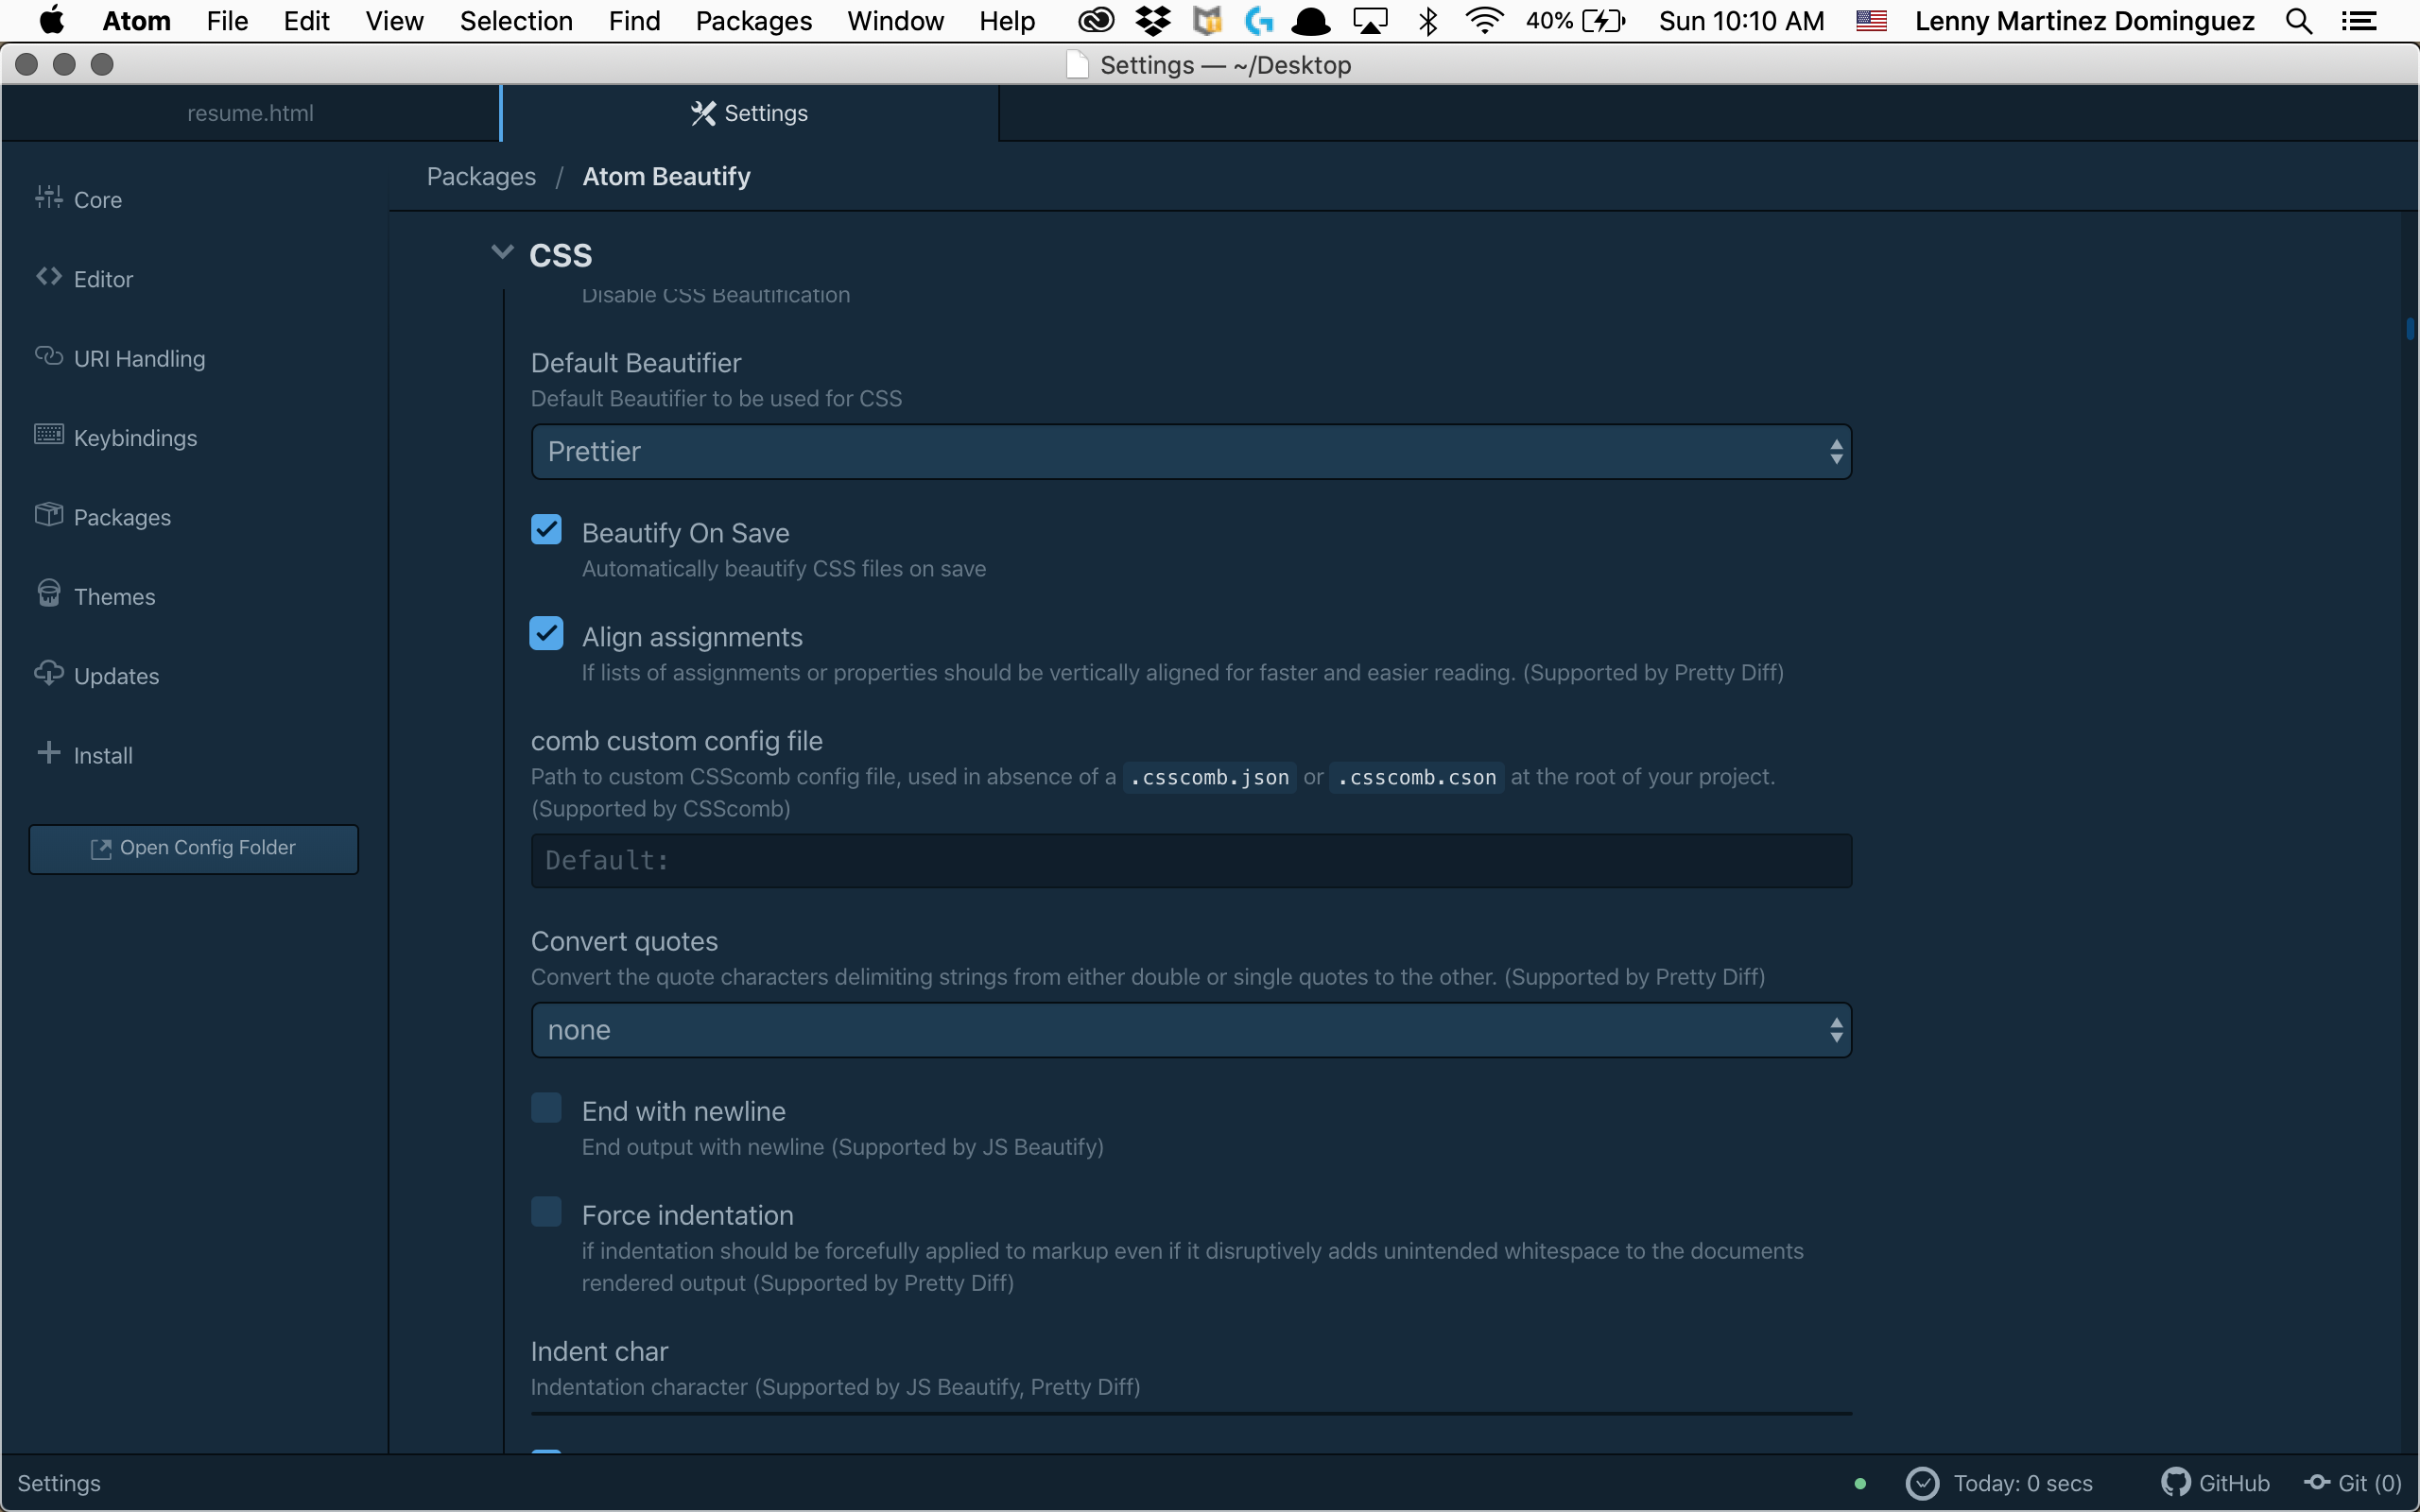 Atom File Edit View Selection Find Packages Window Help 40% Sun 10:10 AM Lenny Martinez Dominguez
Settings — ~/Desktop
resume.html
Settings
Core
Editor
URI Handling
Keybindings
Packages
Themes
Updates
Install
Open Config Folder
Packages / Atom Beautify
CSS
Disable CSS Beautification
Default Beautifier
Default Beautifier to be used for CSS
Prettier
Beautify On Save
Automatically beautify CSS files on save
Align assignments
If lists of assignments or properties should be vertically aligned for faster and easier reading. (Supported by Pretty Diff)
comb custom config file
Path to custom CSScomb config file, used in absence of a .csscomb.json or .csscomb.cson at the root of your project.
(Supported by CSScomb)
Default:
Convert quotes
Convert the quote characters delimiting strings from either double or single quotes to the other. (Supported by Pretty Diff)
none
End with newline
End output with newline (Supported by JS Beautify)
Force indentation
if indentation should be forcefully applied to markup even if it disruptively adds unintended whitespace to the documents
rendered output (Supported by Pretty Diff)
Indent char
Indentation character (Supported by JS Beautify, Pretty Diff)
Settings
Today: 0 secs
GitHub
Git (0)